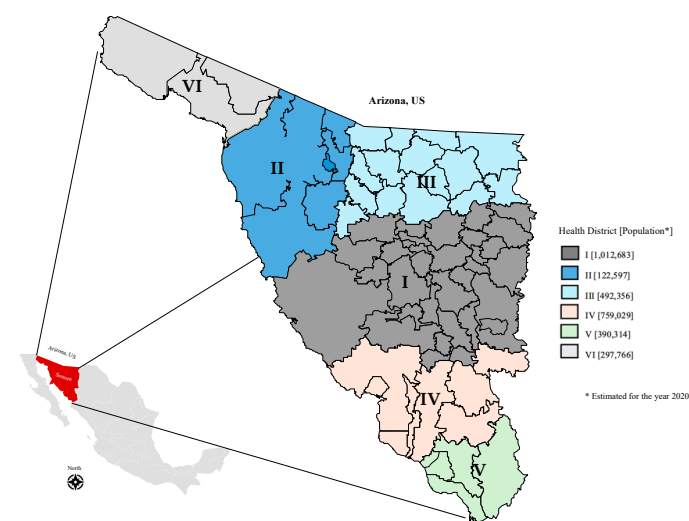 VI
Arizona, US
II
III
Health District [Population*]
I [1,012,683]
II [122,597]
III [492,356]
IV [759,029]
V [390,314]
VI [297,766]
I
Arizona, US
Sonora
IV
* Estimated for the year 2020
V
North